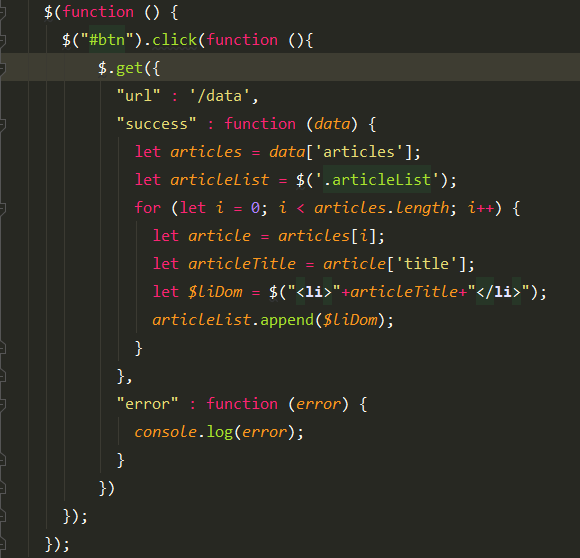 $(function () {
$("#btn").click(function (){
$.get({
"url" : '/data',
"success" : function (data) {
let articles = data['articles'];
let articleList = $('.articleList');
for (let i = 0; i < articles.length; i++) {
let article = articles[i];
let articleTitle = article['title'];
let $liDom = $("<li>"+articleTitle+"</li>");
articleList.append($liDom);
}
},
"error" : function (error) {
console.log(error);
}
})
});
});